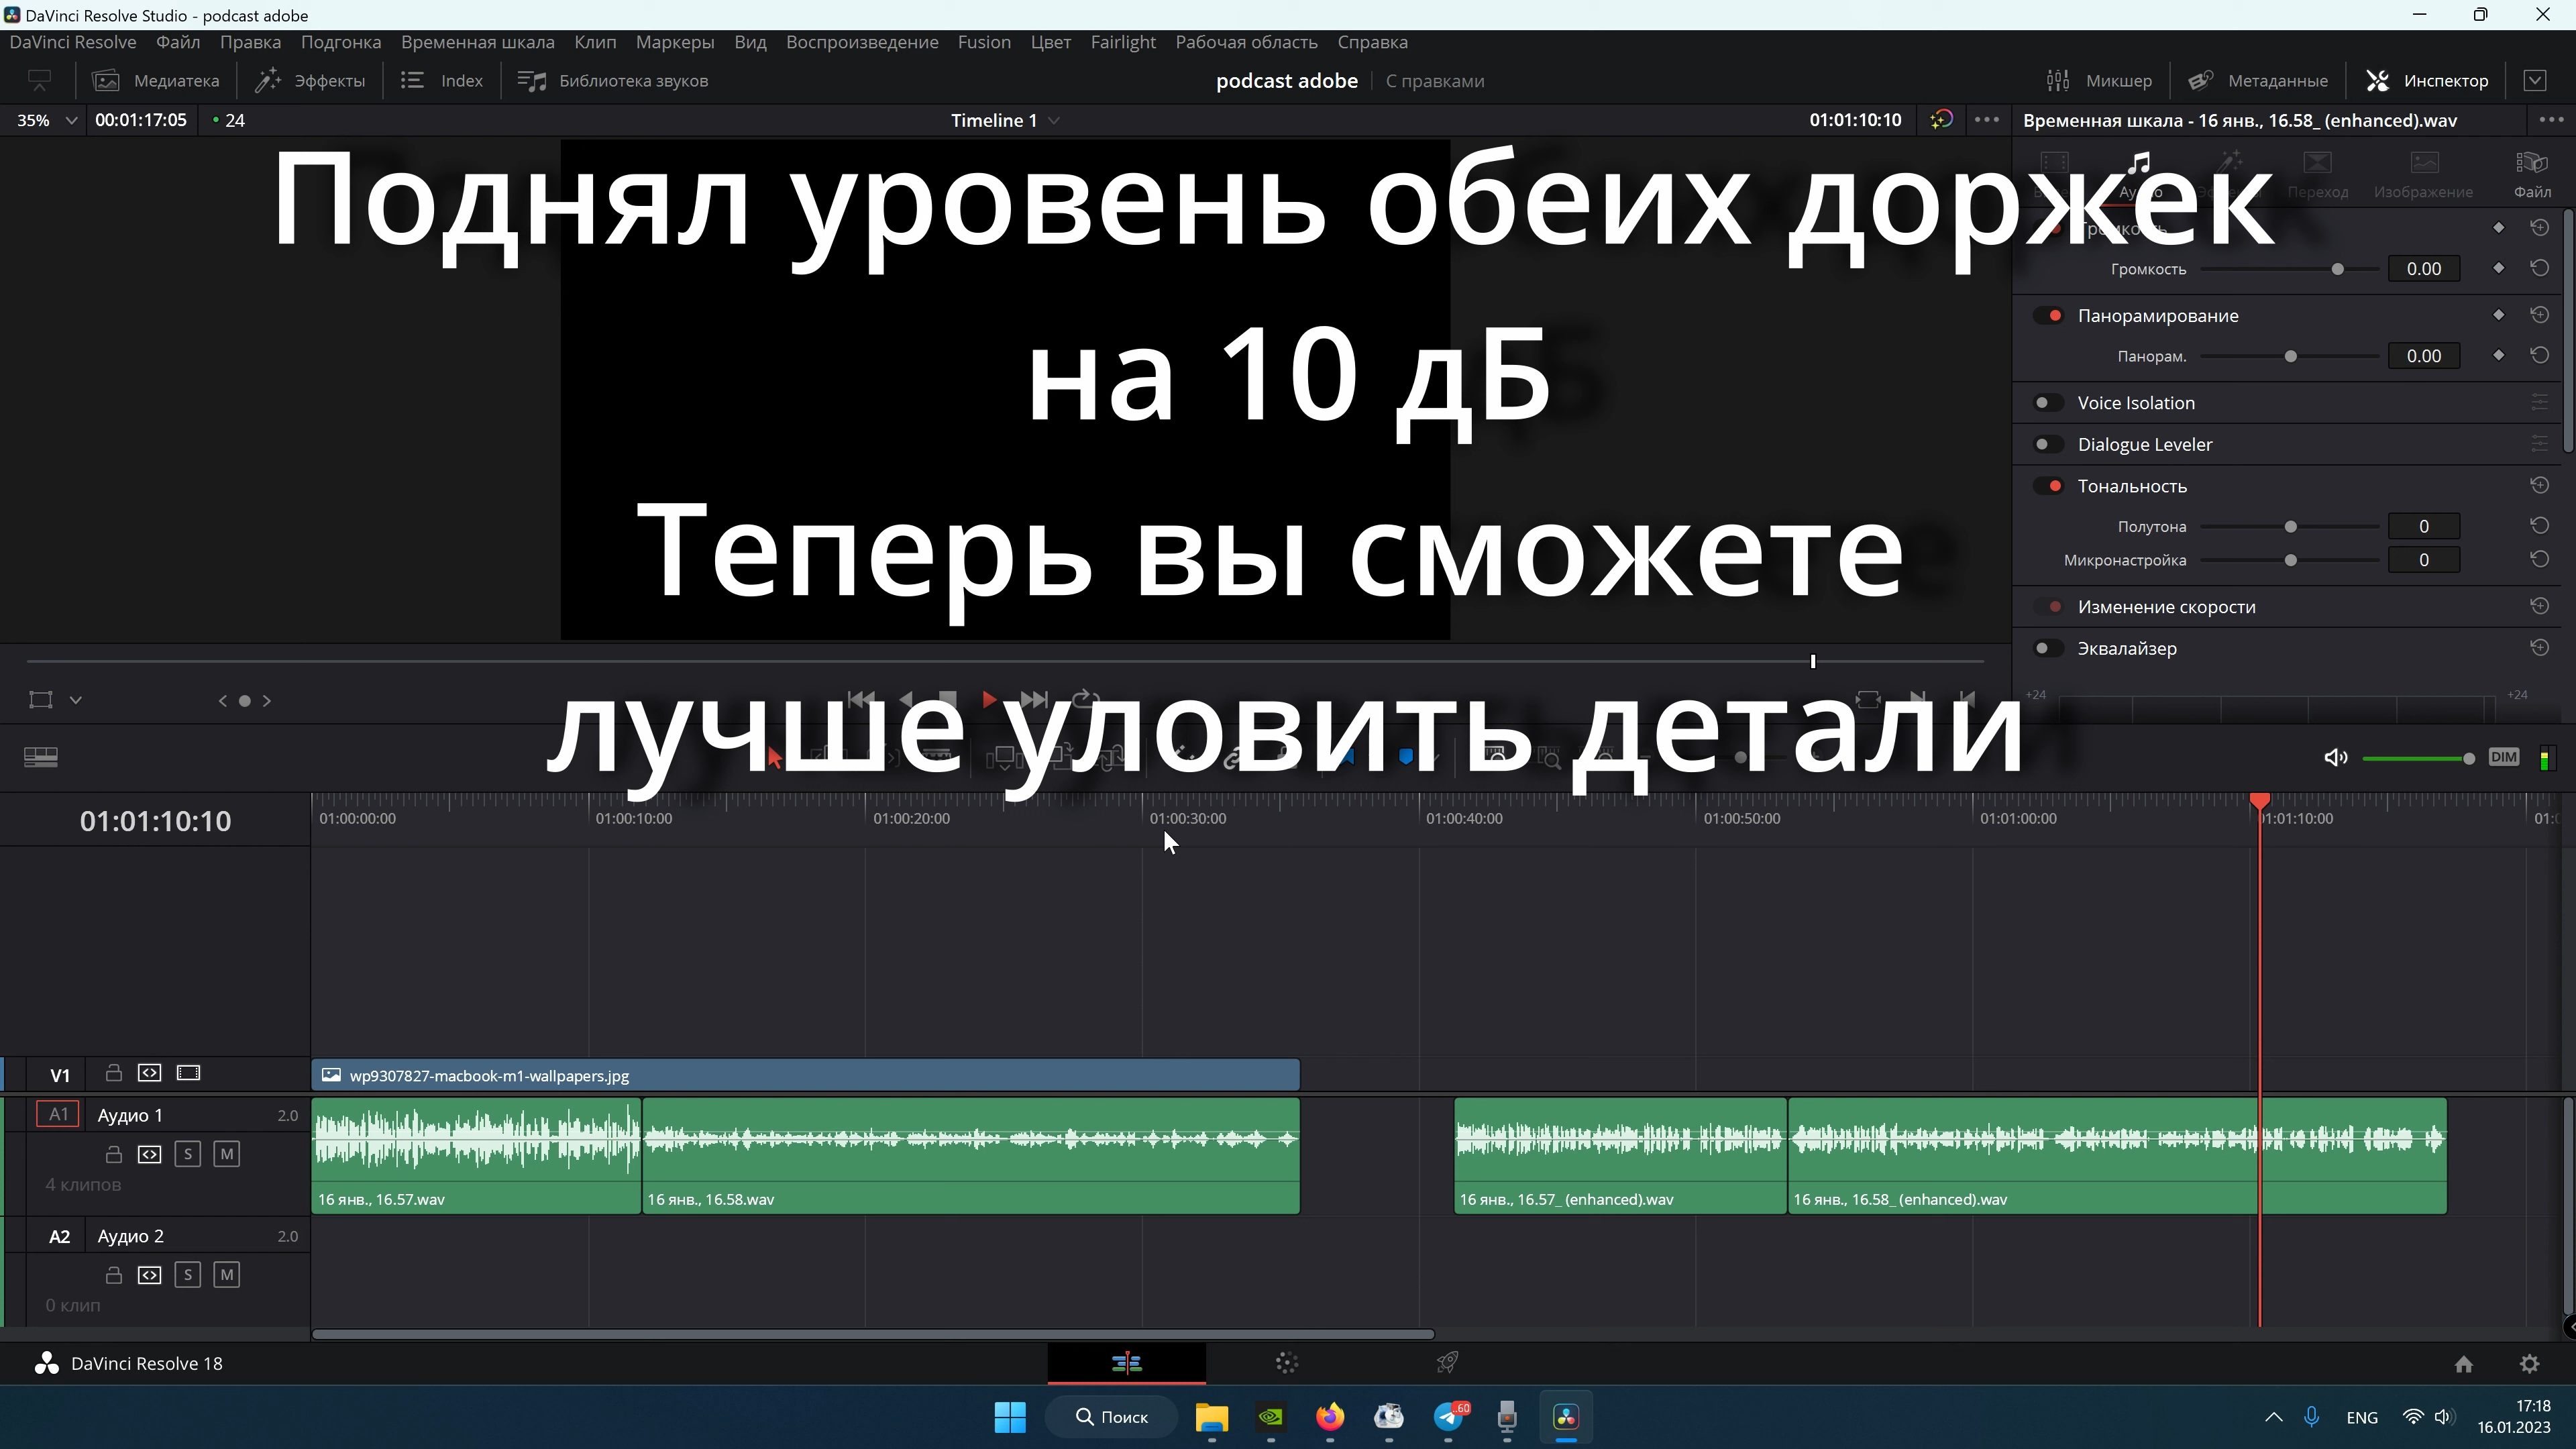 DaVinci Resolve Studio - podcast adobe
DaVinci Resolve Файл Правка Подгонка Временная шкала Клип Маркеры Вид Воспроизведение Fusion Цвет Fairlight Рабочая область Справка
Медиатека Эффекты Index Библиотека звуков podcast adobe С правками Микшер Метаданные Инспектор
35% 00:01:17:05 24 Timeline 1 01:01:10:10 Временная шкала - 16 янв., 16.58_ (enhanced).wav
Переход Изображение Файл
Поднял уровень обеих доржек
на 10 дБ
Теперь вы сможете
лучше уловить детали
Громкость 0.00
Панорамирование
Панорам. 0.00
Voice Isolation
Dialogue Leveler
Тональность
Полутона 0
Микронастройка 0
Изменение скорости
Эквалайзер
+24 +24
DIM
01:01:10:10 01:00:00:00 01:00:10:00 01:00:20:00 01:00:30:00 01:00:40:00 01:00:50:00 01:01:00:00 01:01:10:00
V1 wp9307827-macbook-m1-wallpapers.jpg
A1 Аудио 1 2.0
S M
4 клипов
16 янв., 16.57.wav 16 янв., 16.58.wav 16 янв., 16.57_ (enhanced).wav 16 янв., 16.58_ (enhanced).wav
A2 Аудио 2 2.0
S M
0 клип
DaVinci Resolve 18
Поиск 60 ENG 17:18
16.01.2023